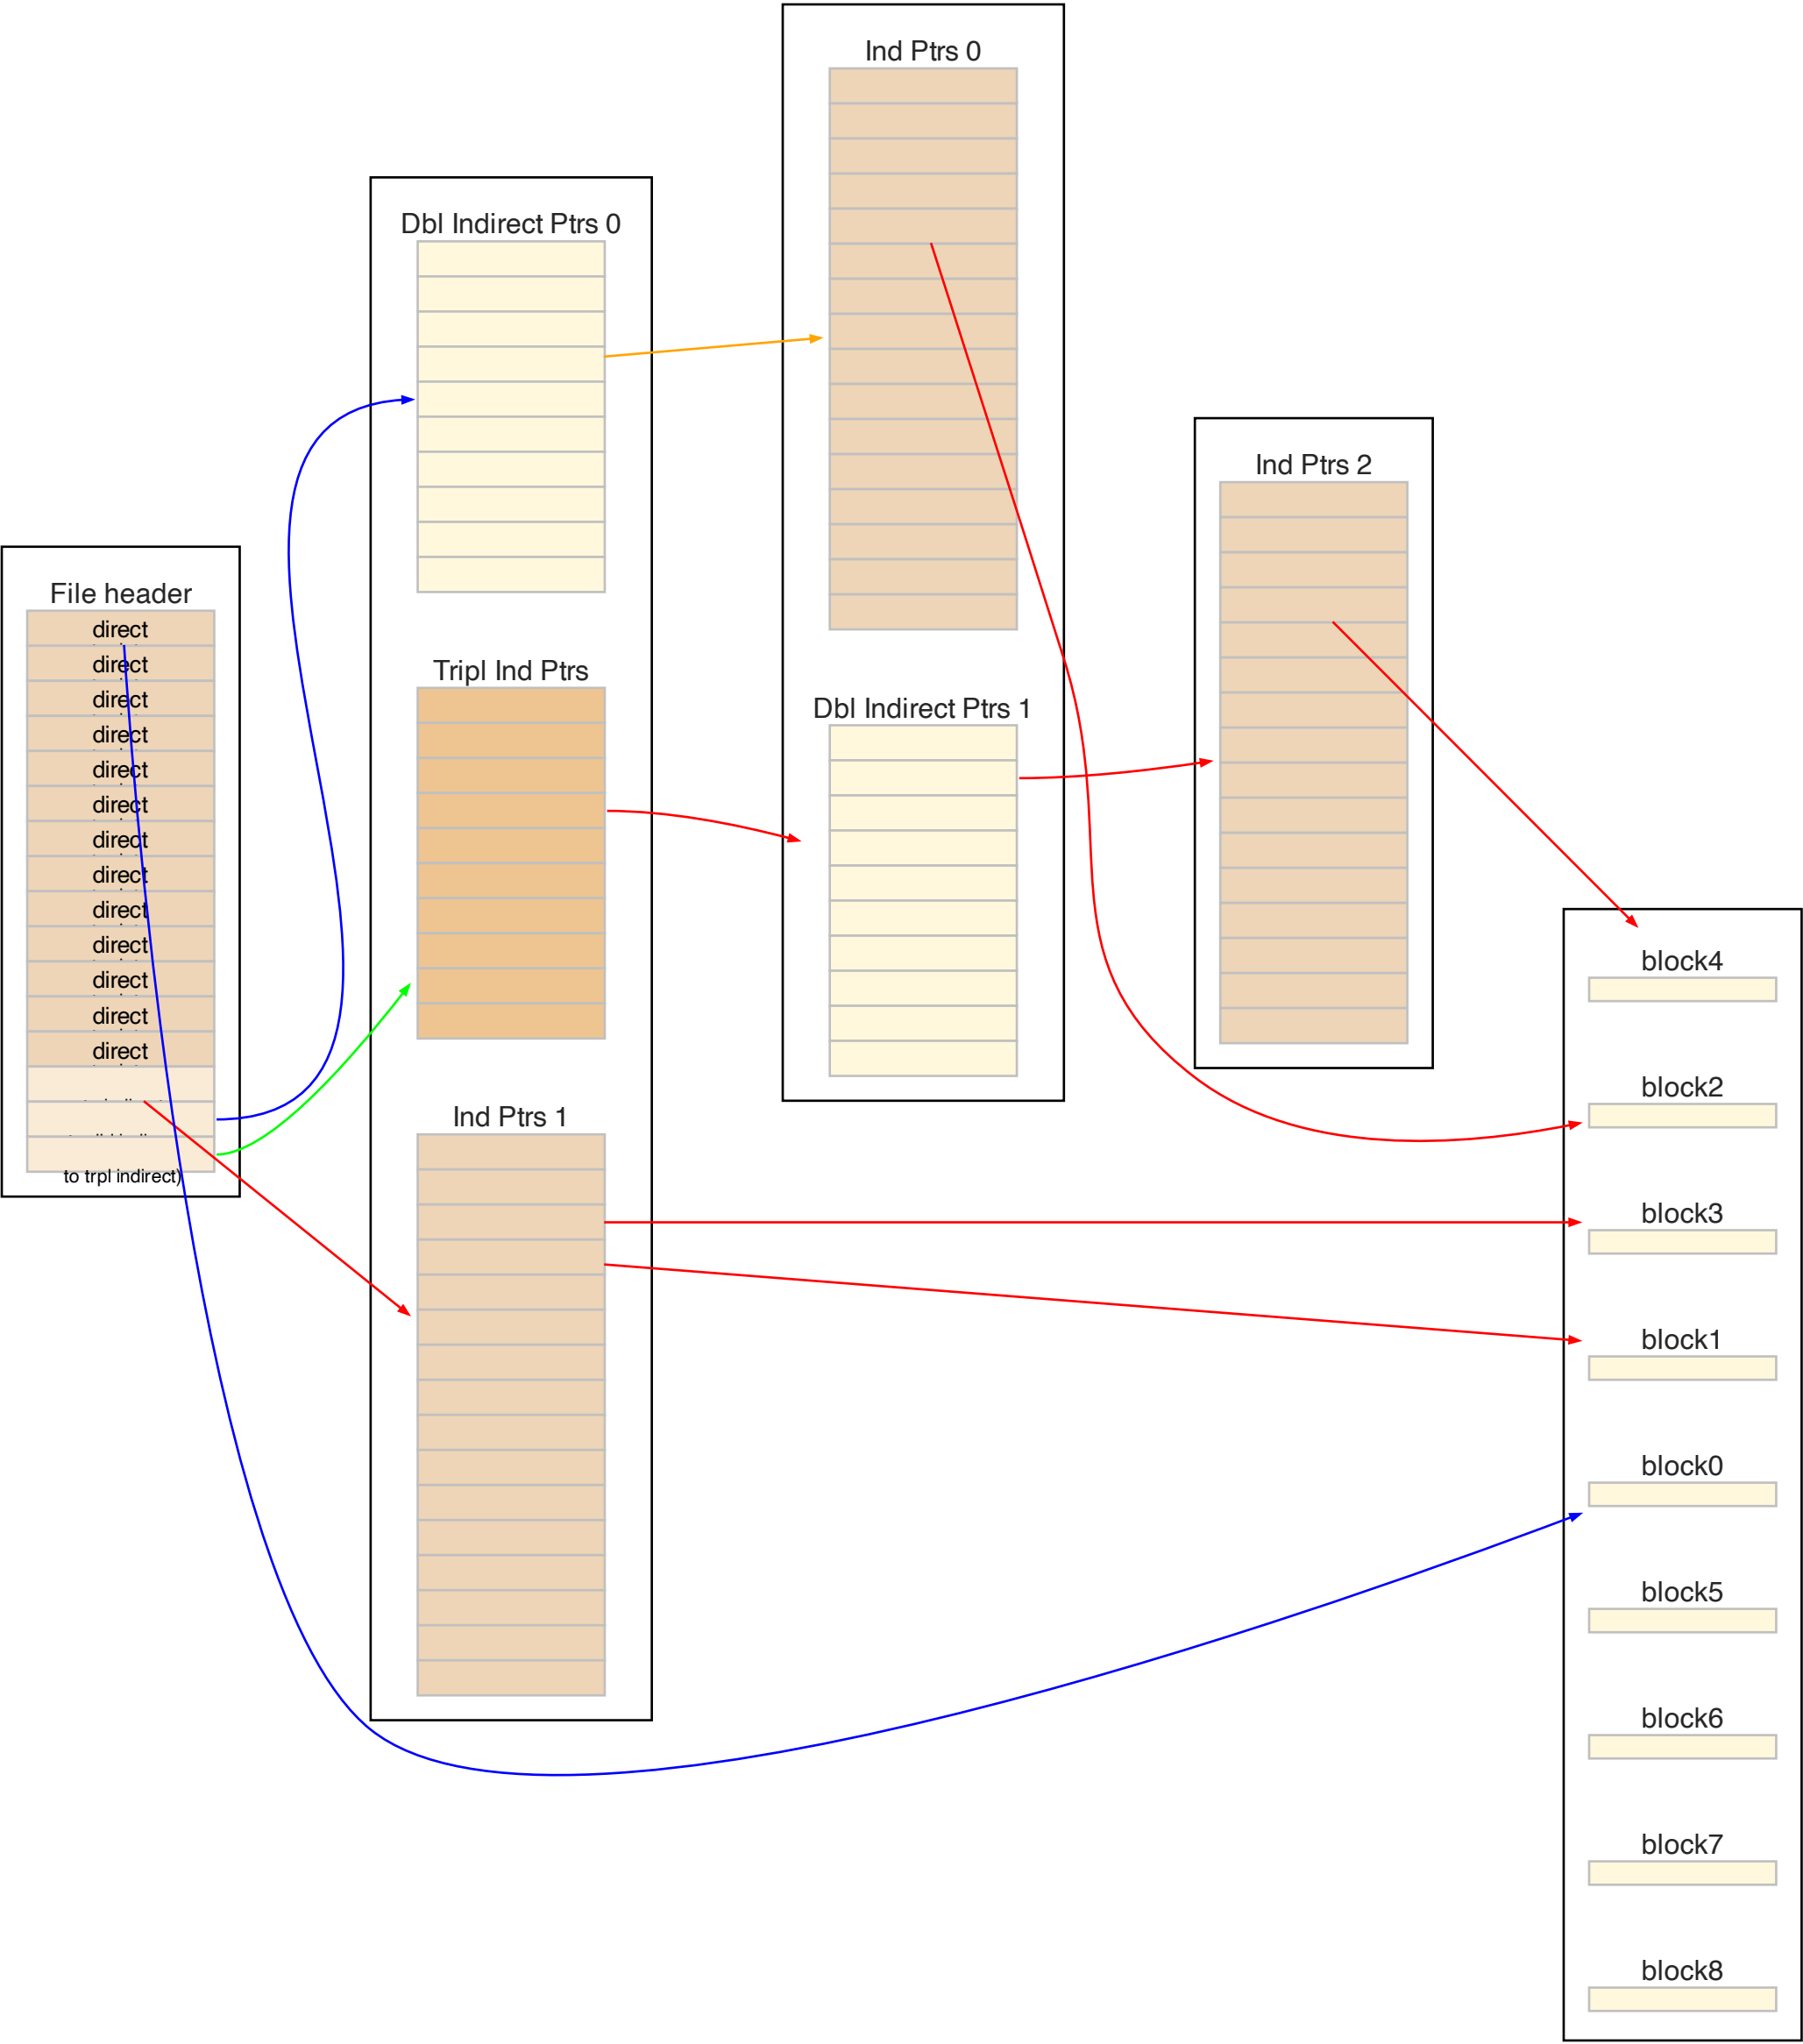 File header
direct
direct
direct
direct
direct
direct
direct
direct
direct
direct
direct
direct
direct
to trpl indirect)
Dbl Indirect Ptrs 0
Tripl Ind Ptrs
Ind Ptrs 1
Ind Ptrs 0
Dbl Indirect Ptrs 1
Ind Ptrs 2
block4
block2
block3
block1
block0
block5
block6
block7
block8